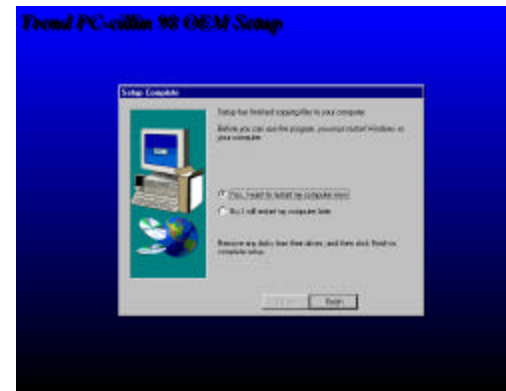 Trend PC-cillin 98 OEM Setup
Setup Complete
Setup has finished copying files to your computer.
Before you can use the program, you must restart Windows or
your computer.
Yes, I want to restart my computer now.
No, I will restart my computer later.
Remove any disks from their drives, and then click Finish to
complete setup.
Finish